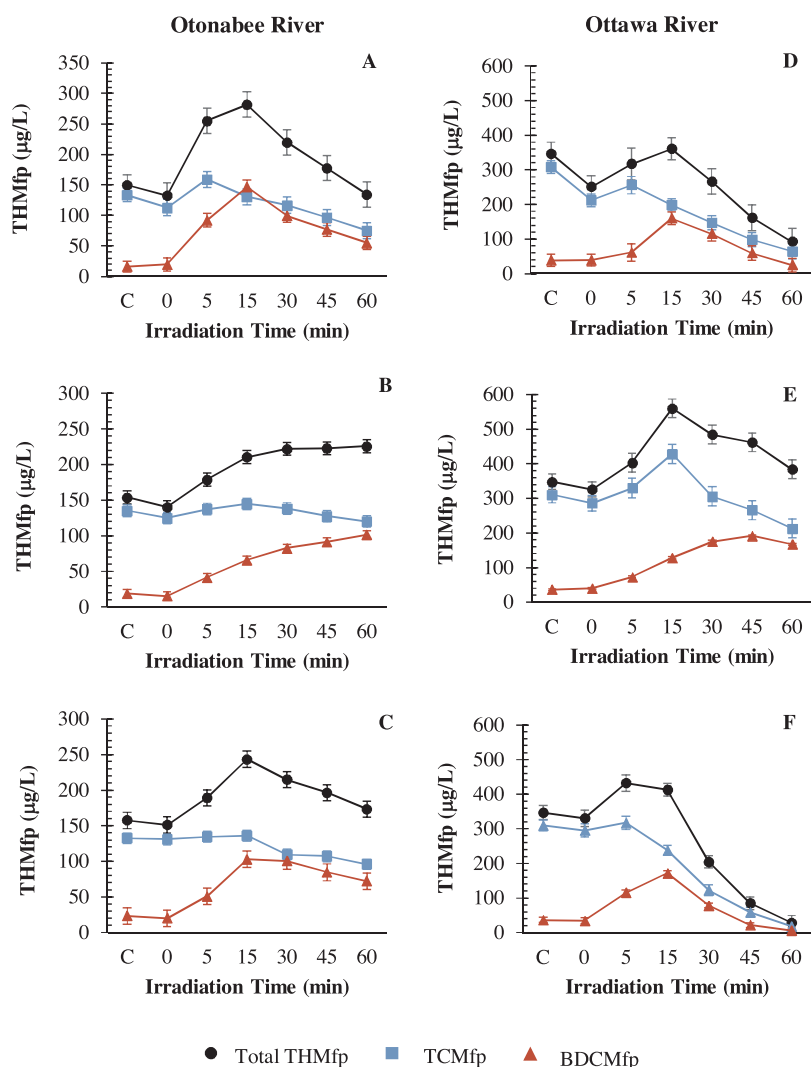 Otonabee River
Ottawa River
A
THMfp (µg/L)
350
300
250
200
150
100
50
0
C 0 5 15 30 45 60
Irradiation Time (min)
D
THMfp (µg/L)
600
500
400
300
200
100
0
C 0 5 15 30 45 60
Irradiation Time (min)
B
THMfp (µg/L)
300
250
200
150
100
50
0
C 0 5 15 30 45 60
Irradiation Time (min)
E
THMfp (µg/L)
600
500
400
300
200
100
0
C 0 5 15 30 45 60
Irradiation Time (min)
C
THMfp (µg/L)
300
250
200
150
100
50
0
C 0 5 15 30 45 60
Irradiation Time (min)
F
THMfp (µg/L)
600
500
400
300
200
100
0
C 0 5 15 30 45 60
Irradiation Time (min)
Total THMfp TCMfp BDCMfp